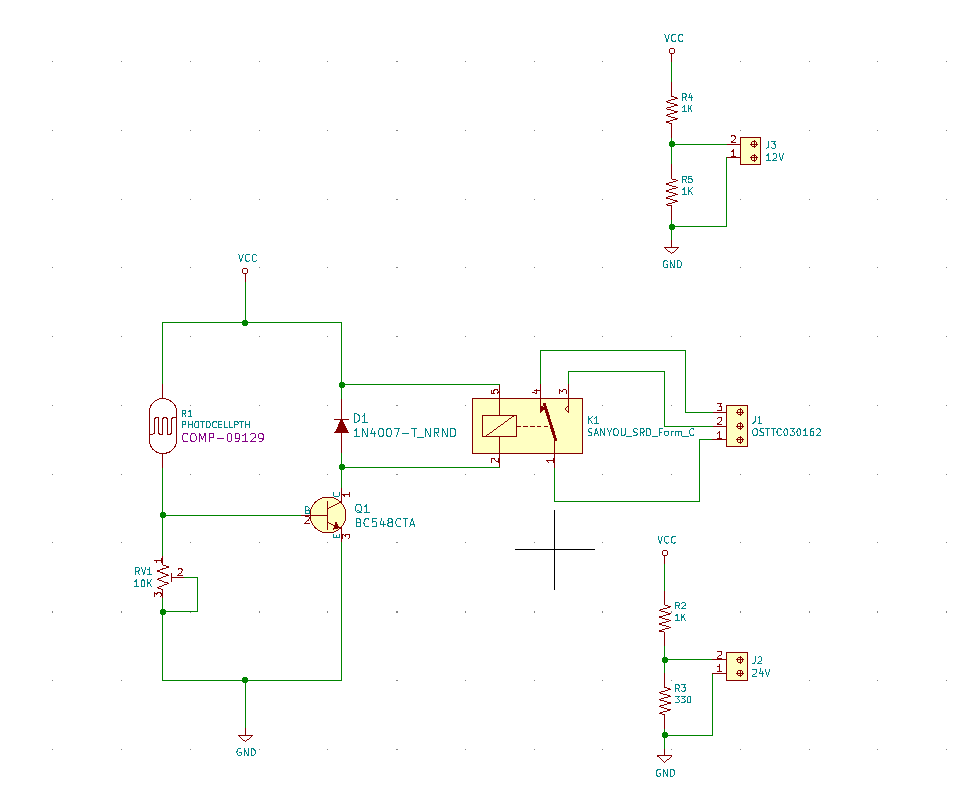 VCC
R4
1K
2
1
J3
12V
R5
1K
GND
VCC
5
4
3
R1
PHOTOCELLPTH
COMP-09129
D1
1N4007-T_NRND
K1
SANYOU_SRD_Form_C
3
2
1
J1
OSTTC030162
2
1
C
1
B
2
Q1
BC548CTA
E
3
VCC
RV1
10K
1
2
3
R2
1K
2
1
J2
24V
R3
330
GND
GND